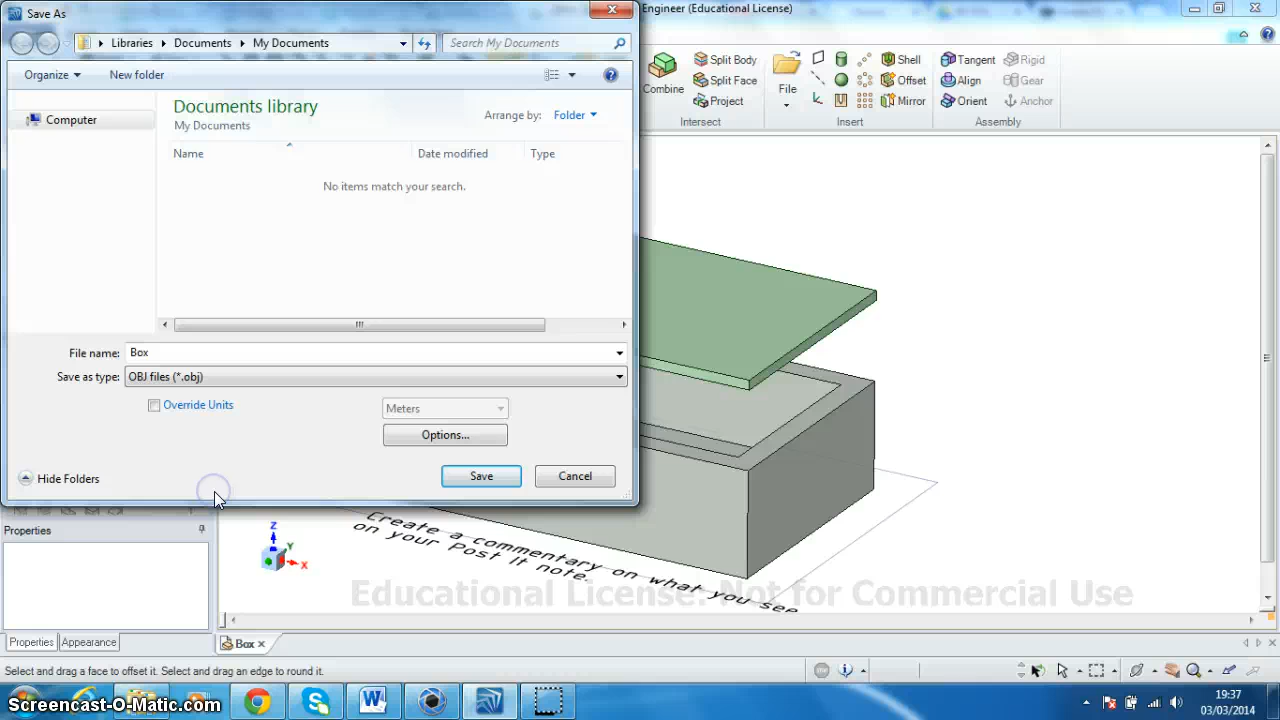 Save As
Engineer (Educational License)
Libraries Documents My Documents
Search My Documents
Organize New folder
Computer
Documents library
My Documents
Arrange by: Folder
Name Date modified Type
No items match your search.
File name: Box
Save as type: OBJ files (*.obj)
Override Units
Meters
Options...
Hide Folders
Save Cancel
Combine
Split Body
Split Face
Project
Intersect
File
Shell
Offset
Mirror
Insert
Tangent Rigid
Align Gear
Orient Anchor
Assembly
Properties
Z
Y
X
Create a commentary on what you see
on your Post It note.
Educational License: Not for Commercial Use
Properties Appearance
Box
Select and drag a face to offset it. Select and drag an edge to round it.
Screencast-O-Matic.com
19:37
03/03/2014